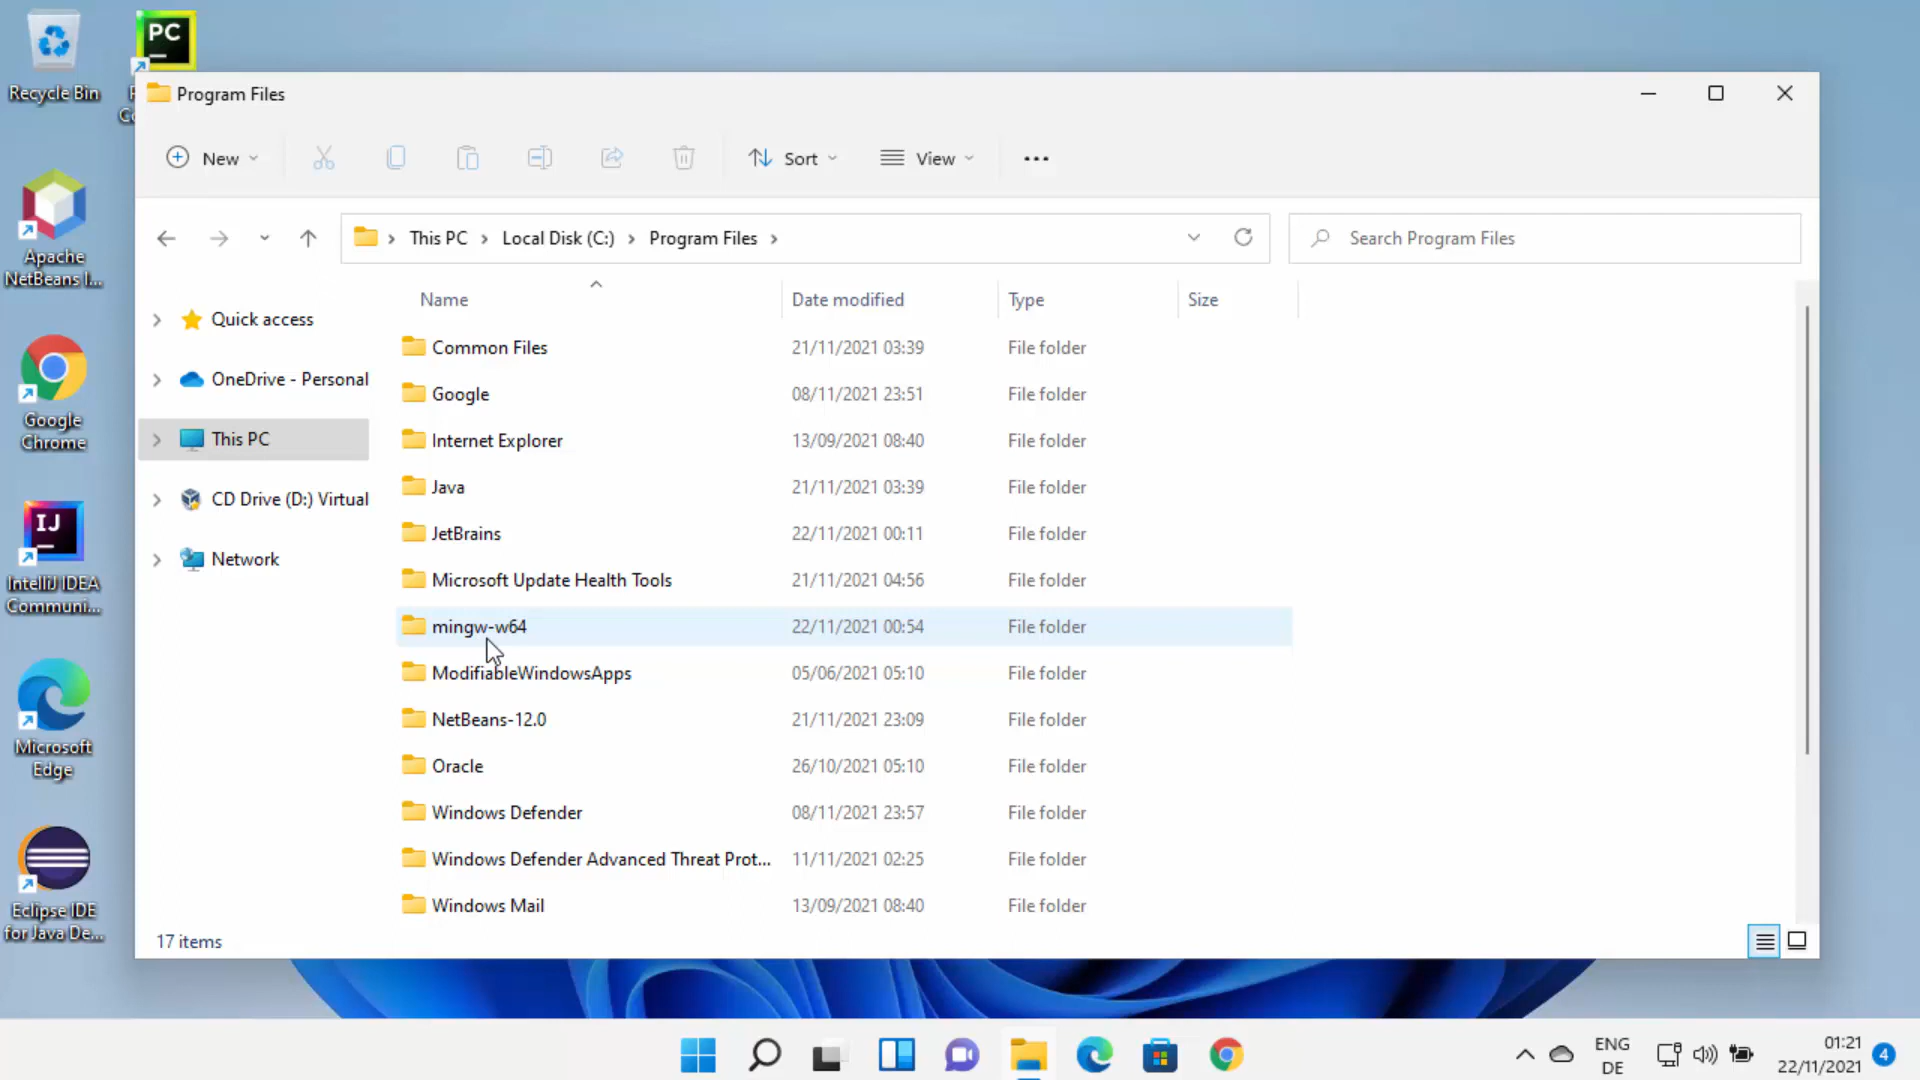 PC
Recycle Bin
Program Files
New
Sort
View
This PC
Local Disk (C:)
Program Files
Search Program Files
Name
Date modified
Type
Size
Quick access
OneDrive - Personal
This PC
CD Drive (D:) Virtual
Network
Common Files 21/11/2021 03:39 File folder
Google 08/11/2021 23:51 File folder
Internet Explorer 13/09/2021 08:40 File folder
Java 21/11/2021 03:39 File folder
JetBrains 22/11/2021 00:11 File folder
Microsoft Update Health Tools 21/11/2021 04:56 File folder
mingw-w64 22/11/2021 00:54 File folder
ModifiableWindowsApps 05/06/2021 05:10 File folder
NetBeans-12.0 21/11/2021 23:09 File folder
Oracle 26/10/2021 05:10 File folder
Windows Defender 08/11/2021 23:57 File folder
Windows Defender Advanced Threat Prot... 11/11/2021 02:25 File folder
Windows Mail 13/09/2021 08:40 File folder
17 items
Apache
NetBeans I...
Google
Chrome
IJ
IntelliJ IDEA
Communi...
Microsoft
Edge
Eclipse IDE
for Java De...
ENG
DE
01:21
22/11/2021
4